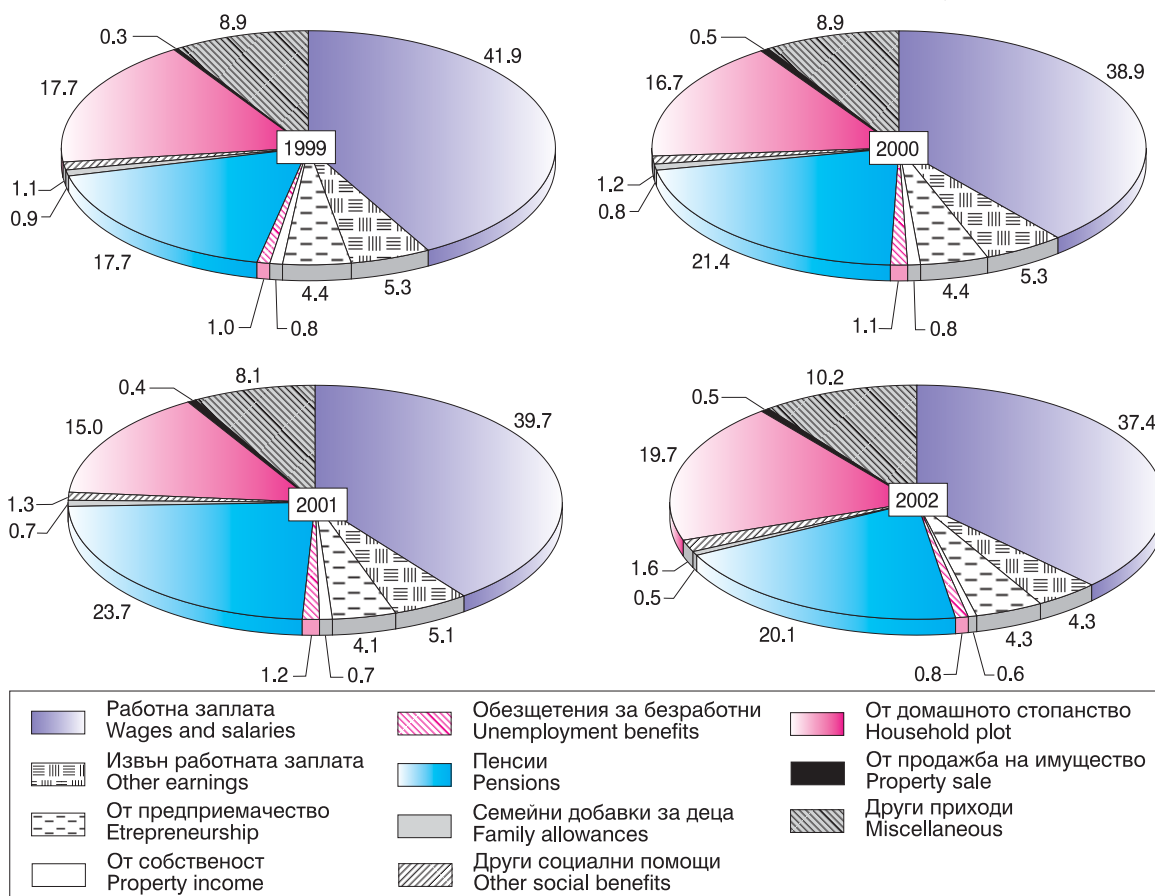 8.9
0.3
41.9
17.7
1999
1.1
0.9
17.7
1.0
0.8
4.4
5.3
8.9
0.5
38.9
16.7
2000
1.2
0.8
21.4
1.1
0.8
4.4
5.3
8.1
0.4
39.7
15.0
2001
1.3
0.7
23.7
1.2
0.7
4.1
5.1
10.2
0.5
37.4
19.7
2002
1.6
0.5
20.1
0.8
0.6
4.3
4.3
Работна заплата
Wages and salaries
Извън работната заплата
Other earnings
От предприемачество
Etrepreneurship
От собственост
Property income
Обезщетения за безработни
Unemployment benefits
Пенсии
Pensions
Семейни добавки за деца
Family allowances
Други социални помощи
Other social benefits
От домашното стопанство
Household plot
От продажба на имущество
Property sale
Други приходи
Miscellaneous